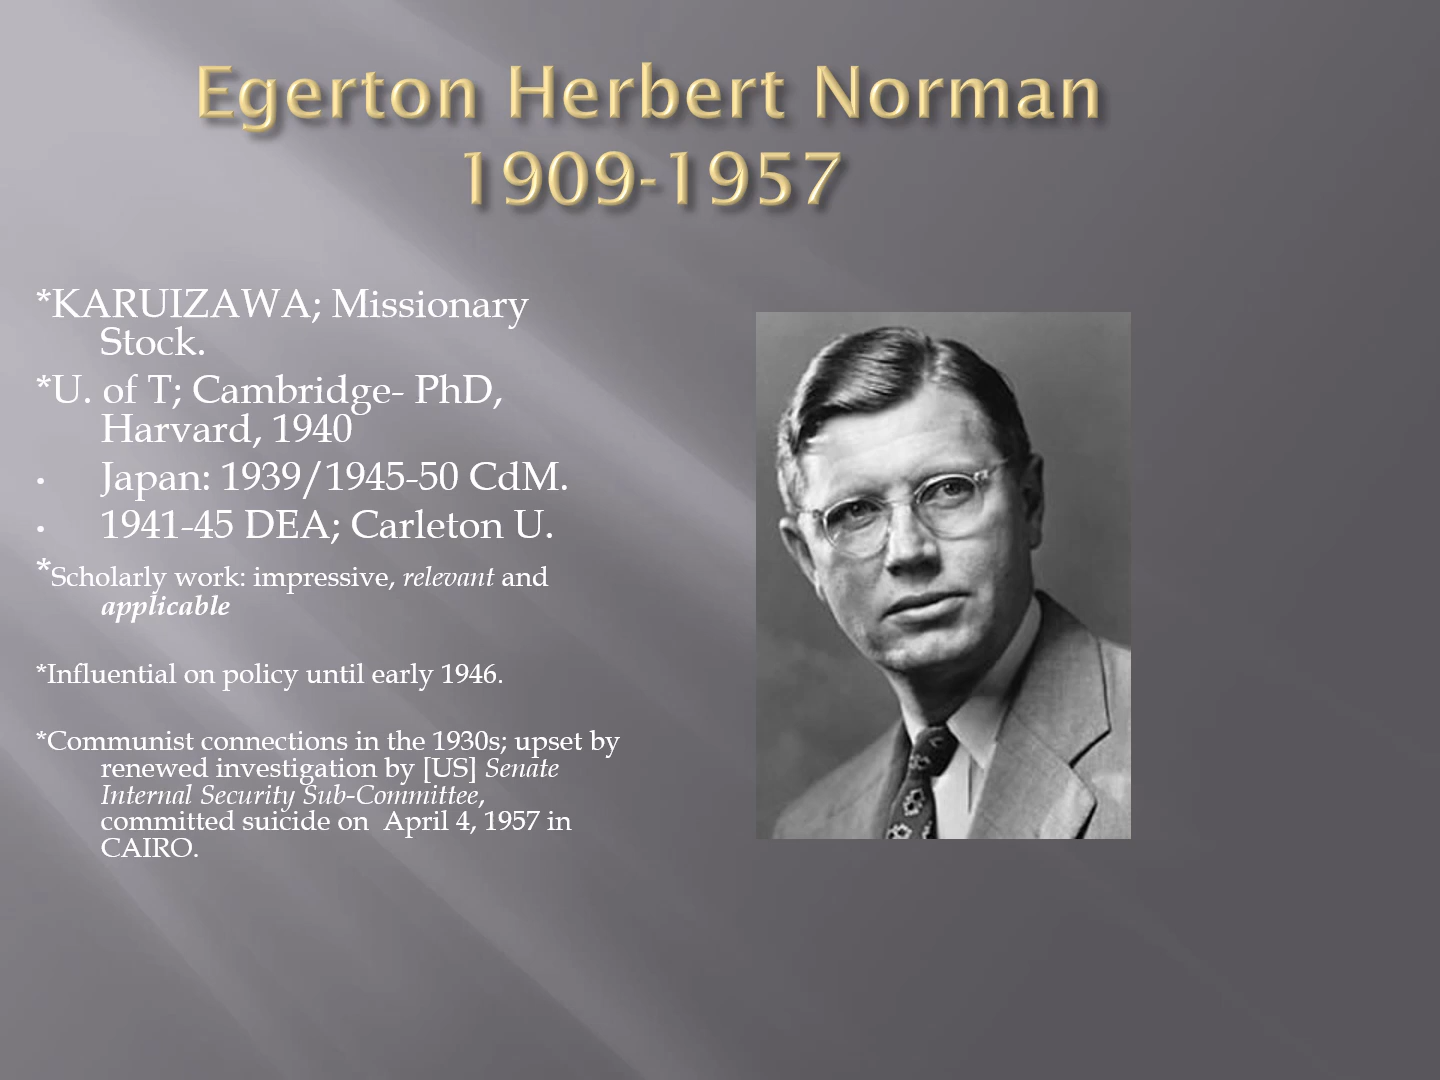 Egerton Herbert Norman
1909-1957
*KARUIZAWA; Missionary
Stock.
*U. of T; Cambridge- PhD,
Harvard, 1940
• Japan: 1939/1945-50 CdM.
• 1941-45 DEA; Carleton U.
*Scholarly work: impressive, relevant and
applicable
*Influential on policy until early 1946.
*Communist connections in the 1930s; upset by
renewed investigation by [US] Senate
Internal Security Sub-Committee,
committed suicide on  April 4, 1957 in
CAIRO.